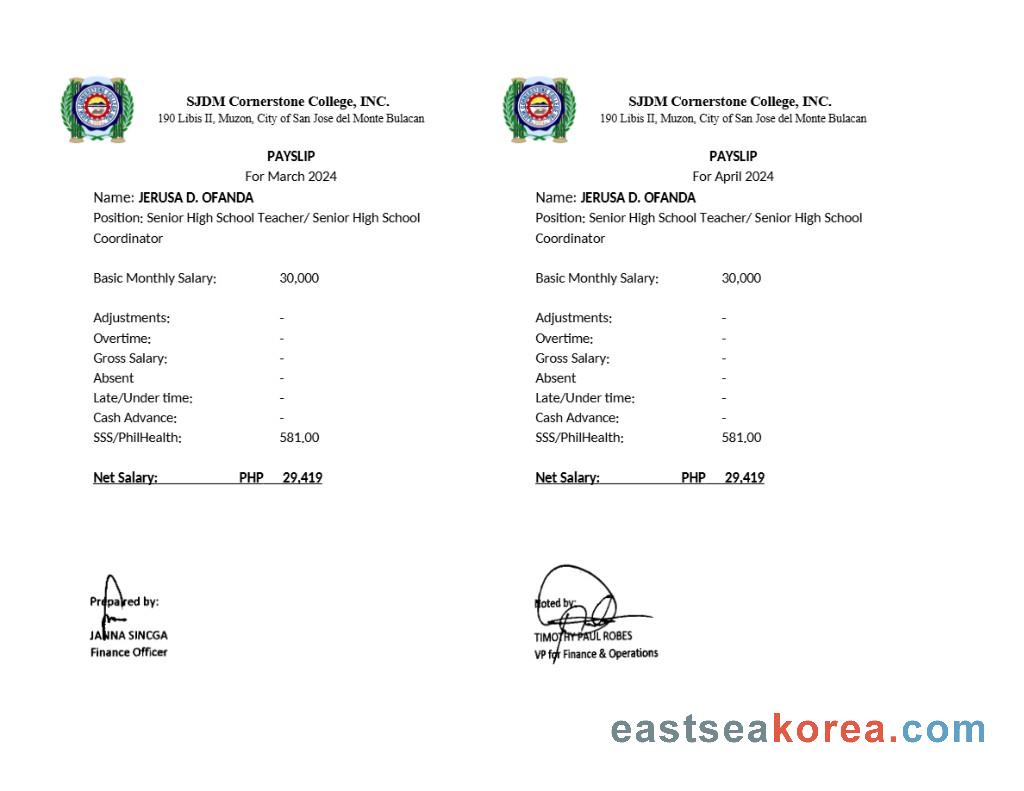 SJDM Cornerstone College, INC.
190 Libis II, Muzon, City of San Jose del Monte Bulacan
PAYSLIP
For March 2024
Name: JERUSA D. OFANDA
Position: Senior High School Teacher/ Senior High School
Coordinator
Basic Monthly Salary: 30,000
Adjustments: -
Overtime: -
Gross Salary: -
Absent -
Late/Under time: -
Cash Advance: -
SSS/PhilHealth: 581.00
Net Salary: PHP 29,419
Prepared by:
JANNA SINCGA
Finance Officer
SJDM Cornerstone College, INC.
190 Libis II, Muzon, City of San Jose del Monte Bulacan
PAYSLIP
For April 2024
Name: JERUSA D. OFANDA
Position: Senior High School Teacher/ Senior High School
Coordinator
Basic Monthly Salary: 30,000
Adjustments: -
Overtime: -
Gross Salary: -
Absent -
Late/Under time: -
Cash Advance: -
SSS/PhilHealth: 581.00
Net Salary: PHP 29,419
Noted by:
TIMOTHY PAUL ROBES
VP for Finance & Operations
eastseakorea.com